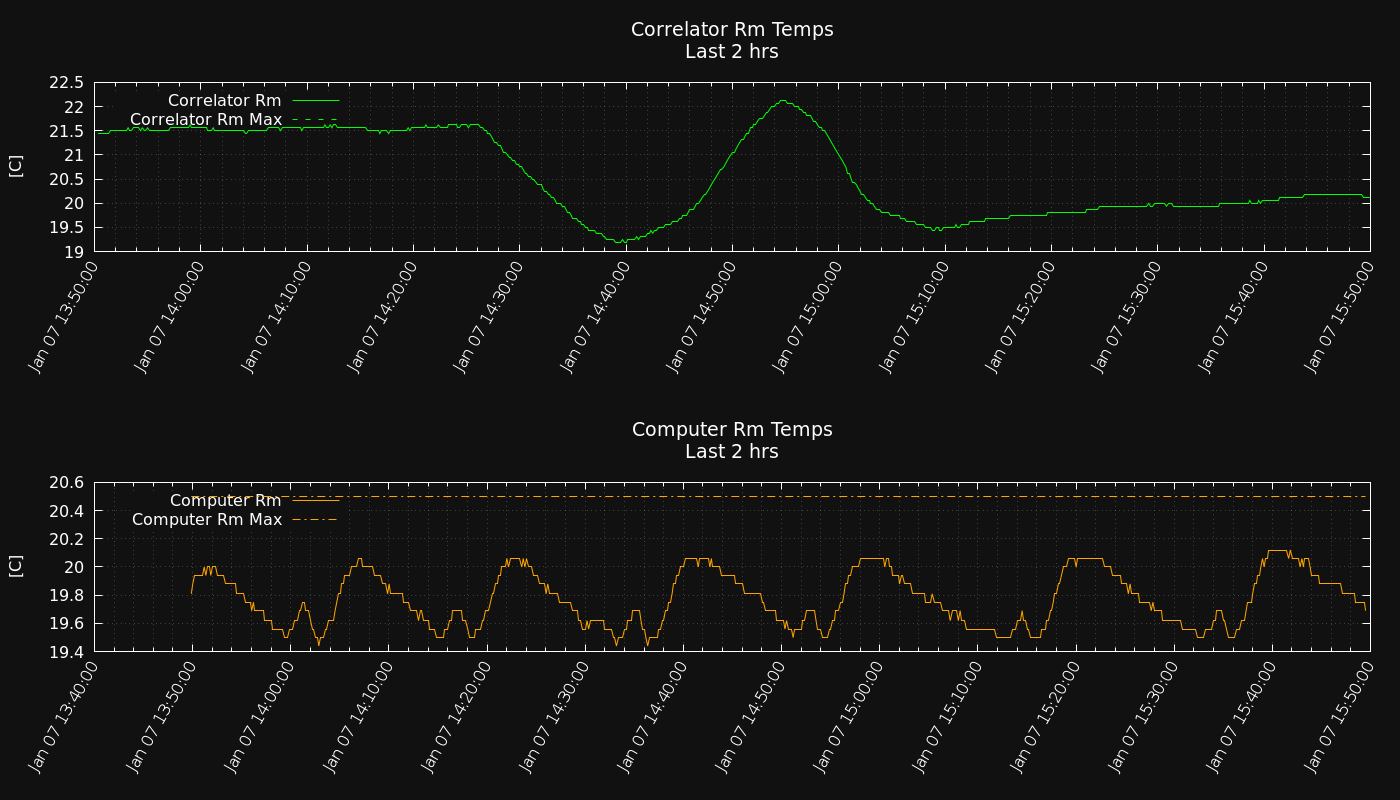 Correlator Rm Temps
Last 2 hrs
22.5
22
21.5
21
20.5
20
19.5
19
[C]
Correlator Rm
Correlator Rm Max
Jan 07 13:50:00
Jan 07 14:00:00
Jan 07 14:10:00
Jan 07 14:20:00
Jan 07 14:30:00
Jan 07 14:40:00
Jan 07 14:50:00
Jan 07 15:00:00
Jan 07 15:10:00
Jan 07 15:20:00
Jan 07 15:30:00
Jan 07 15:40:00
Jan 07 15:50:00
Computer Rm Temps
Last 2 hrs
20.6
20.4
20.2
20
19.8
19.6
19.4
[C]
Computer Rm
Computer Rm Max
Jan 07 13:40:00
Jan 07 13:50:00
Jan 07 14:00:00
Jan 07 14:10:00
Jan 07 14:20:00
Jan 07 14:30:00
Jan 07 14:40:00
Jan 07 14:50:00
Jan 07 15:00:00
Jan 07 15:10:00
Jan 07 15:20:00
Jan 07 15:30:00
Jan 07 15:40:00
Jan 07 15:50:00